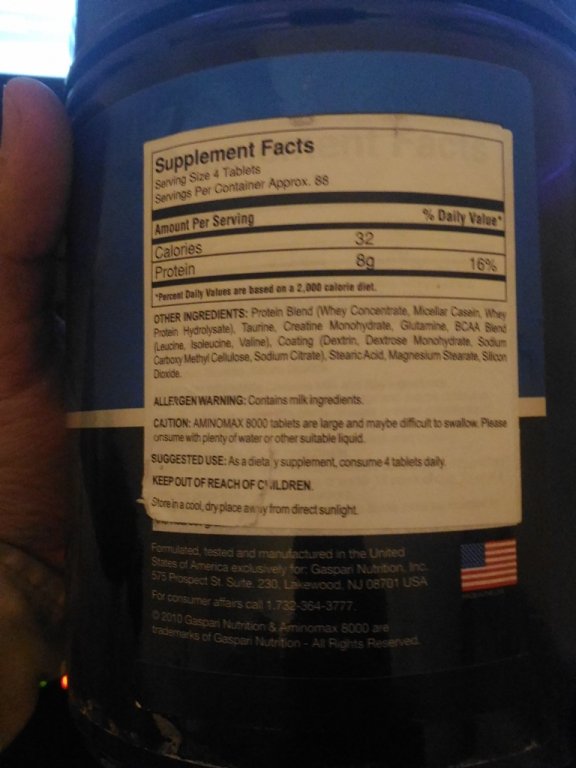 Supplement Facts
Serving Size 4 Tablets
Servings Per Container Approx. 88
Amount Per Serving % Daily Value*
Calories 32
Protein 8g 16%
*Percent Daily Values are based on a 2,000 calorie diet.
OTHER INGREDIENTS: Protein Blend (Whey Concentrate, Micellar Casein, Whey
Protein Hydrolysate), Taurine, Creatine Monohydrate, Glutamine, BCAA Blend
(Leucine, Isoleucine, Valine), Coating (Dextrin, Dextrose Monohydrate, Sodium
Carboxy Methyl Cellulose, Sodium Citrate), Stearic Acid, Magnesium Stearate, Silicon
Dioxide.
ALLERGEN WARNING: Contains milk ingredients.
CAUTION: AMINOMAX 8000 tablets are large and maybe difficult to swallow. Please
consume with plenty of water or other suitable liquid.
SUGGESTED USE: As a dietary supplement, consume 4 tablets daily.
KEEP OUT OF REACH OF CHILDREN.
Store in a cool, dry place away from direct sunlight.
Formulated, tested and manufactured in the United
States of America exclusively for: Gaspari Nutrition, Inc.
575 Prospect St. Suite. 230, Lakewood, NJ 08701 USA
For consumer affairs call 1.732-364-3777.
© 2010 Gaspari Nutrition & Aminomax 8000 are
trademarks of Gaspari Nutrition - All Rights Reserved.